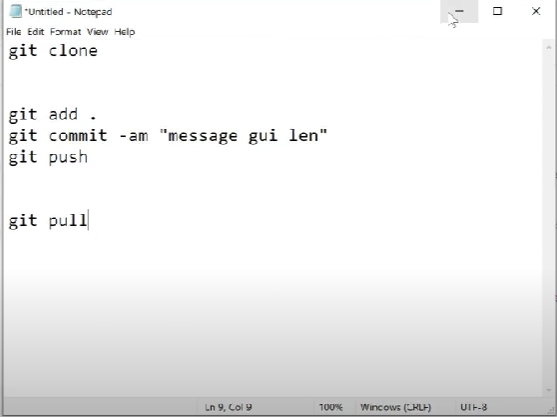 *Untitled - Notepad
File Edit Format View Help
git clone
git add .
git commit -am "message gui len"
git push
git pull
Ln 9, Col 9 100% Windows (CRLF) UTF-8